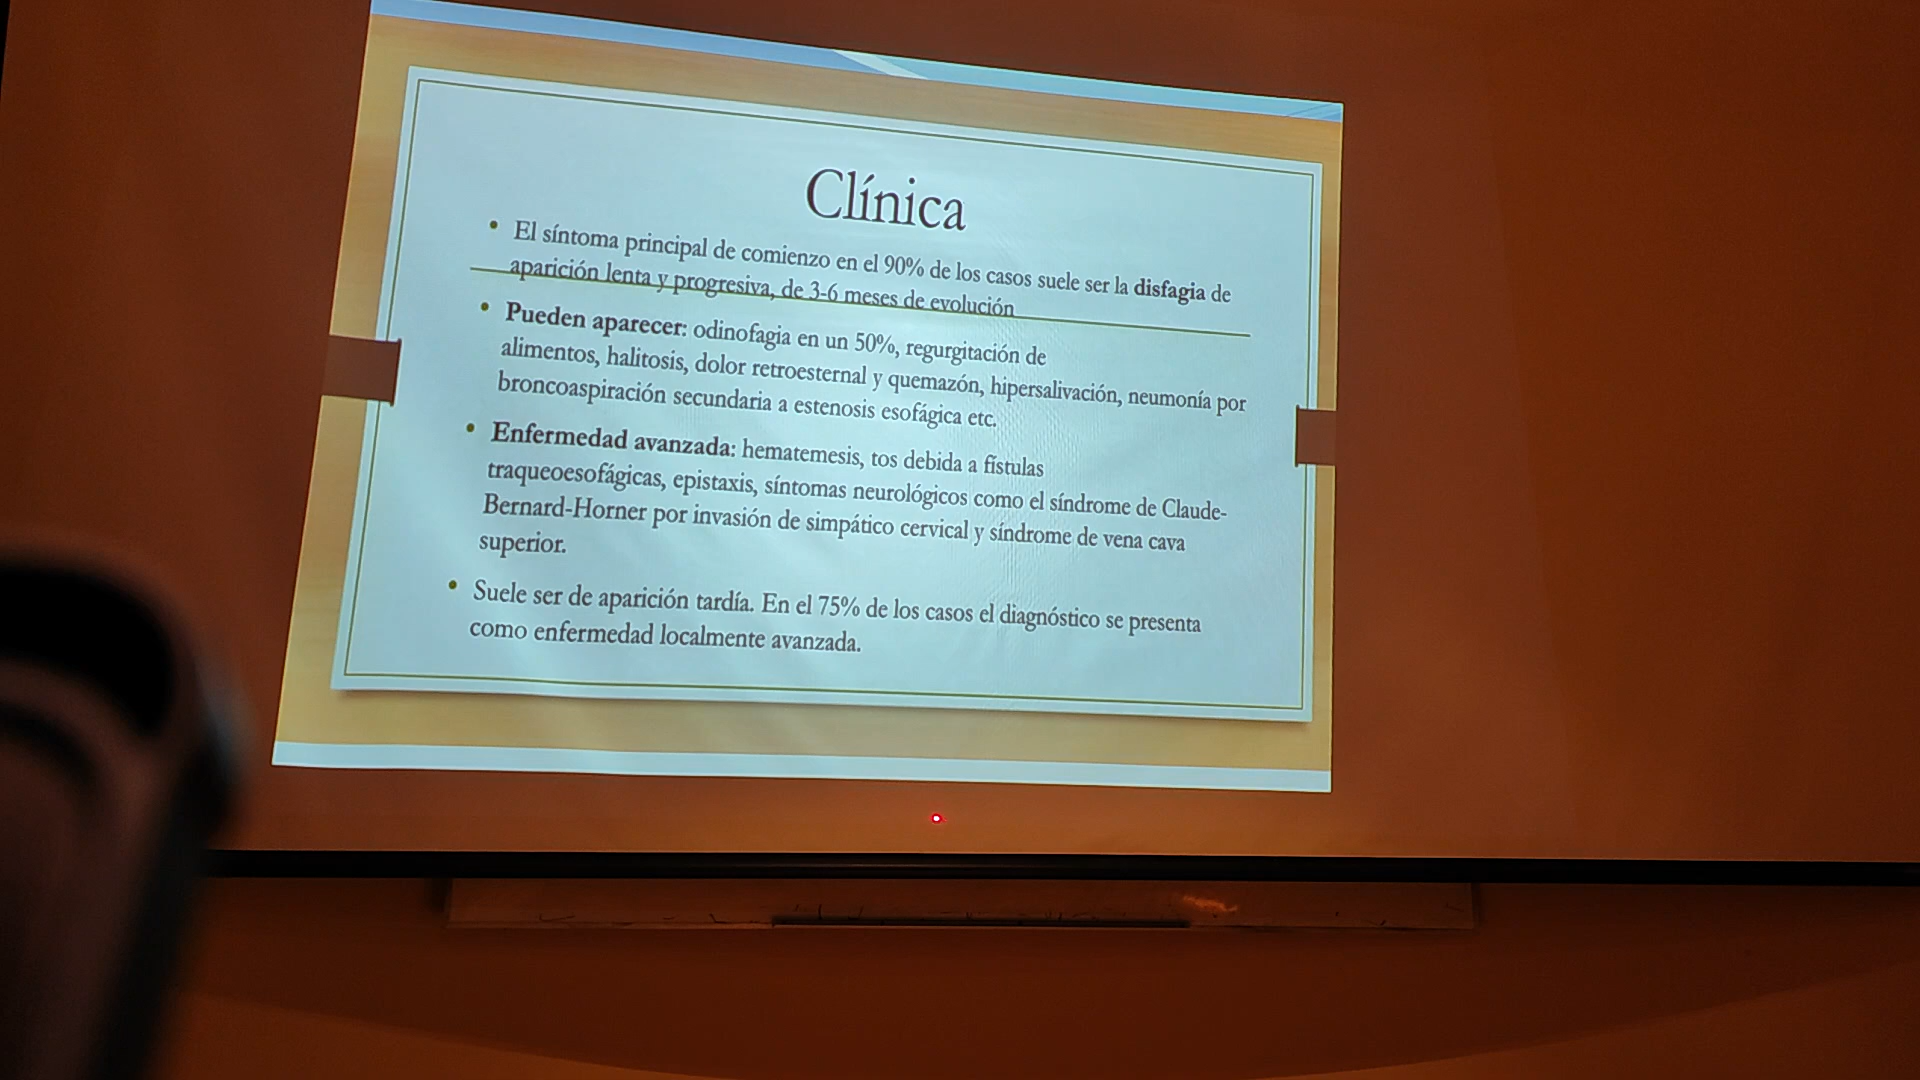 Clínica
• El síntoma principal de comienzo en el 90% de los casos suele ser la disfagia de
aparición lenta y progresiva, de 3-6 meses de evolución
• Pueden aparecer: odinofagia en un 50%, regurgitación de
alimentos, halitosis, dolor retroesternal y quemazón, hipersalivación, neumonía por
broncoaspiración secundaria a estenosis esofágica etc.
• Enfermedad avanzada: hematemesis, tos debida a fístulas
traqueoesofágicas, epistaxis, síntomas neurológicos como el síndrome de Claude-
Bernard-Horner por invasión de simpático cervical y síndrome de vena cava
superior.
• Suele ser de aparición tardía. En el 75% de los casos el diagnóstico se presenta
como enfermedad localmente avanzada.